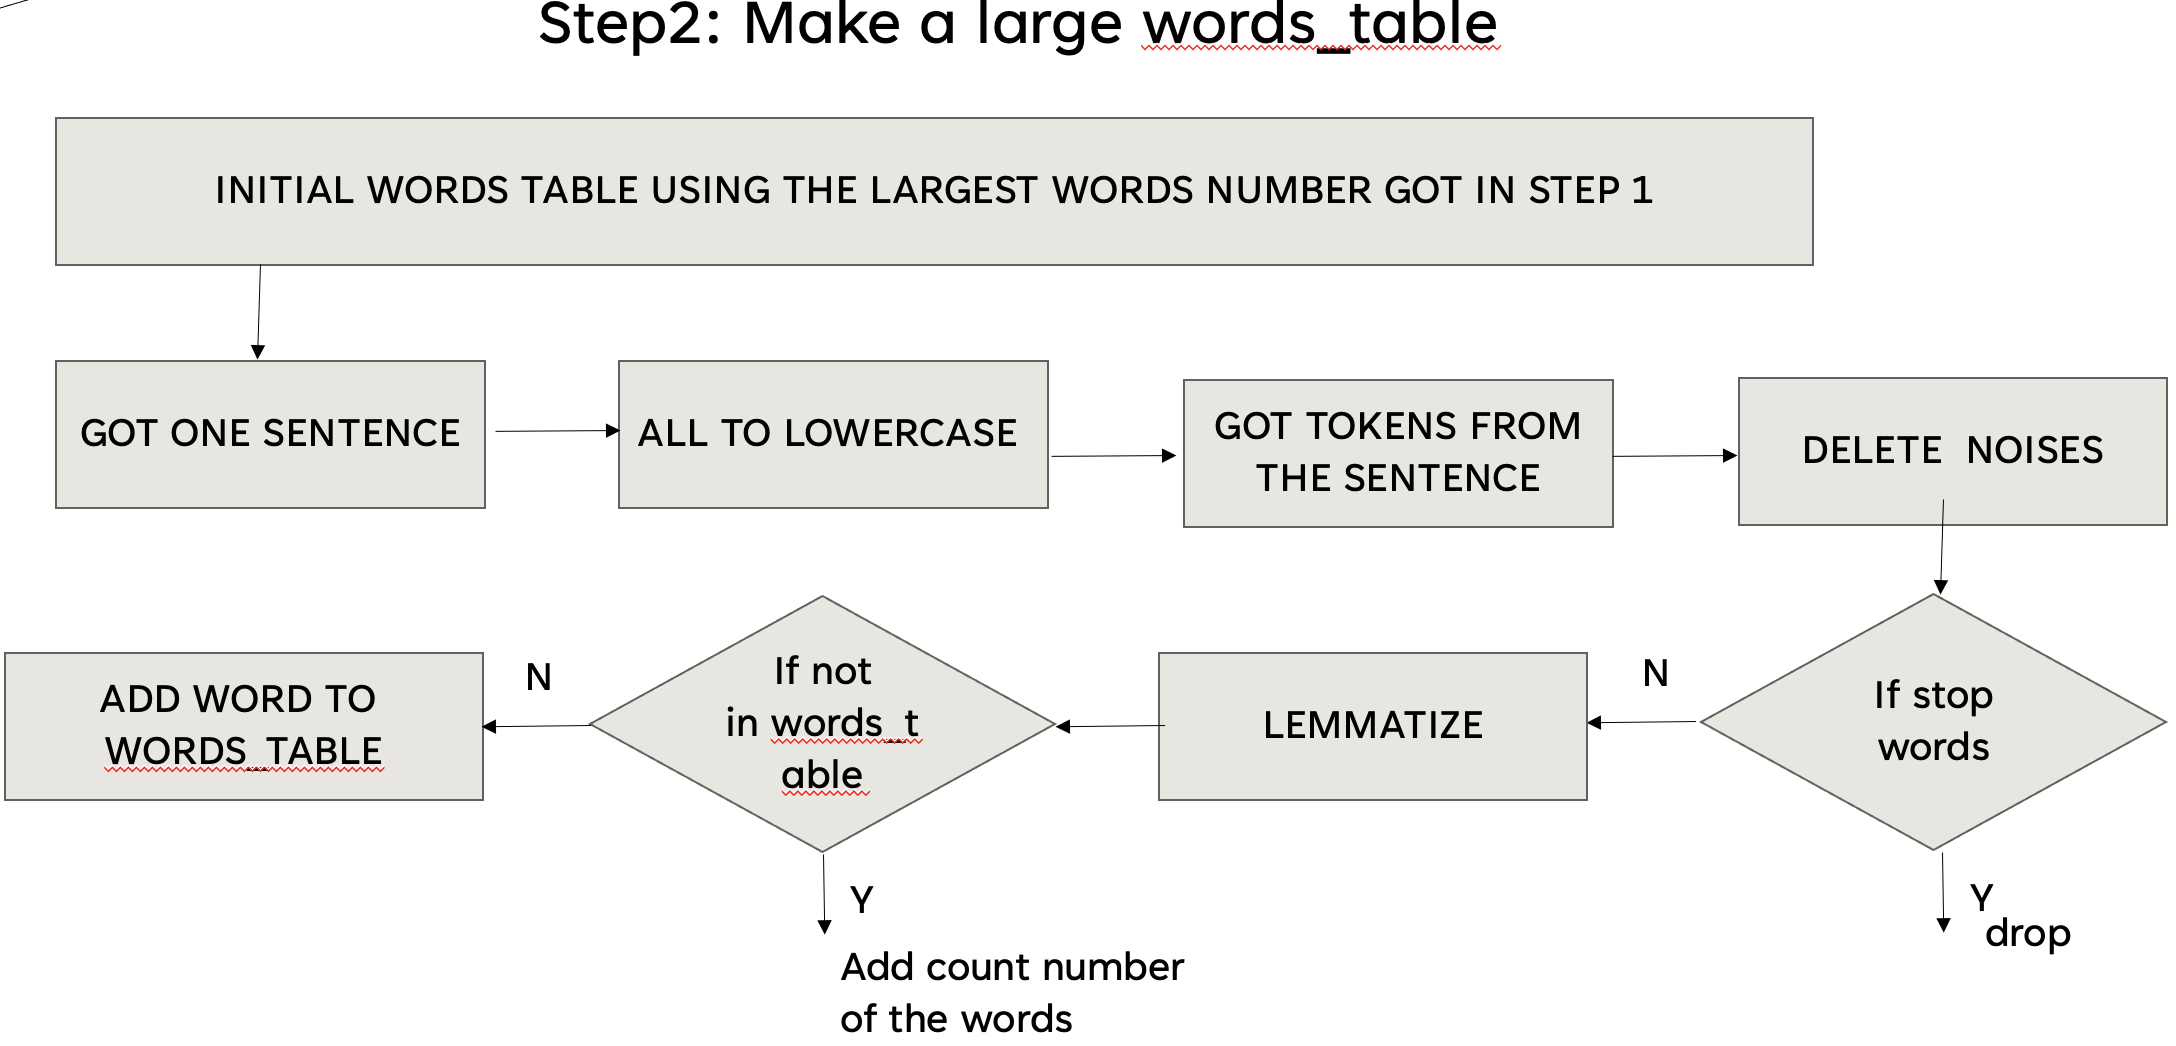 Step2: Make a large words_table
INITIAL WORDS TABLE USING THE LARGEST WORDS NUMBER GOT IN STEP 1
GOT ONE SENTENCE
ALL TO LOWERCASE
GOT TOKENS FROM
THE SENTENCE
DELETE  NOISES
If stop
words
N
Y
drop
LEMMATIZE
If not
in words_t
able
N
Y
Add count number
of the words
ADD WORD TO
WORDS_TABLE